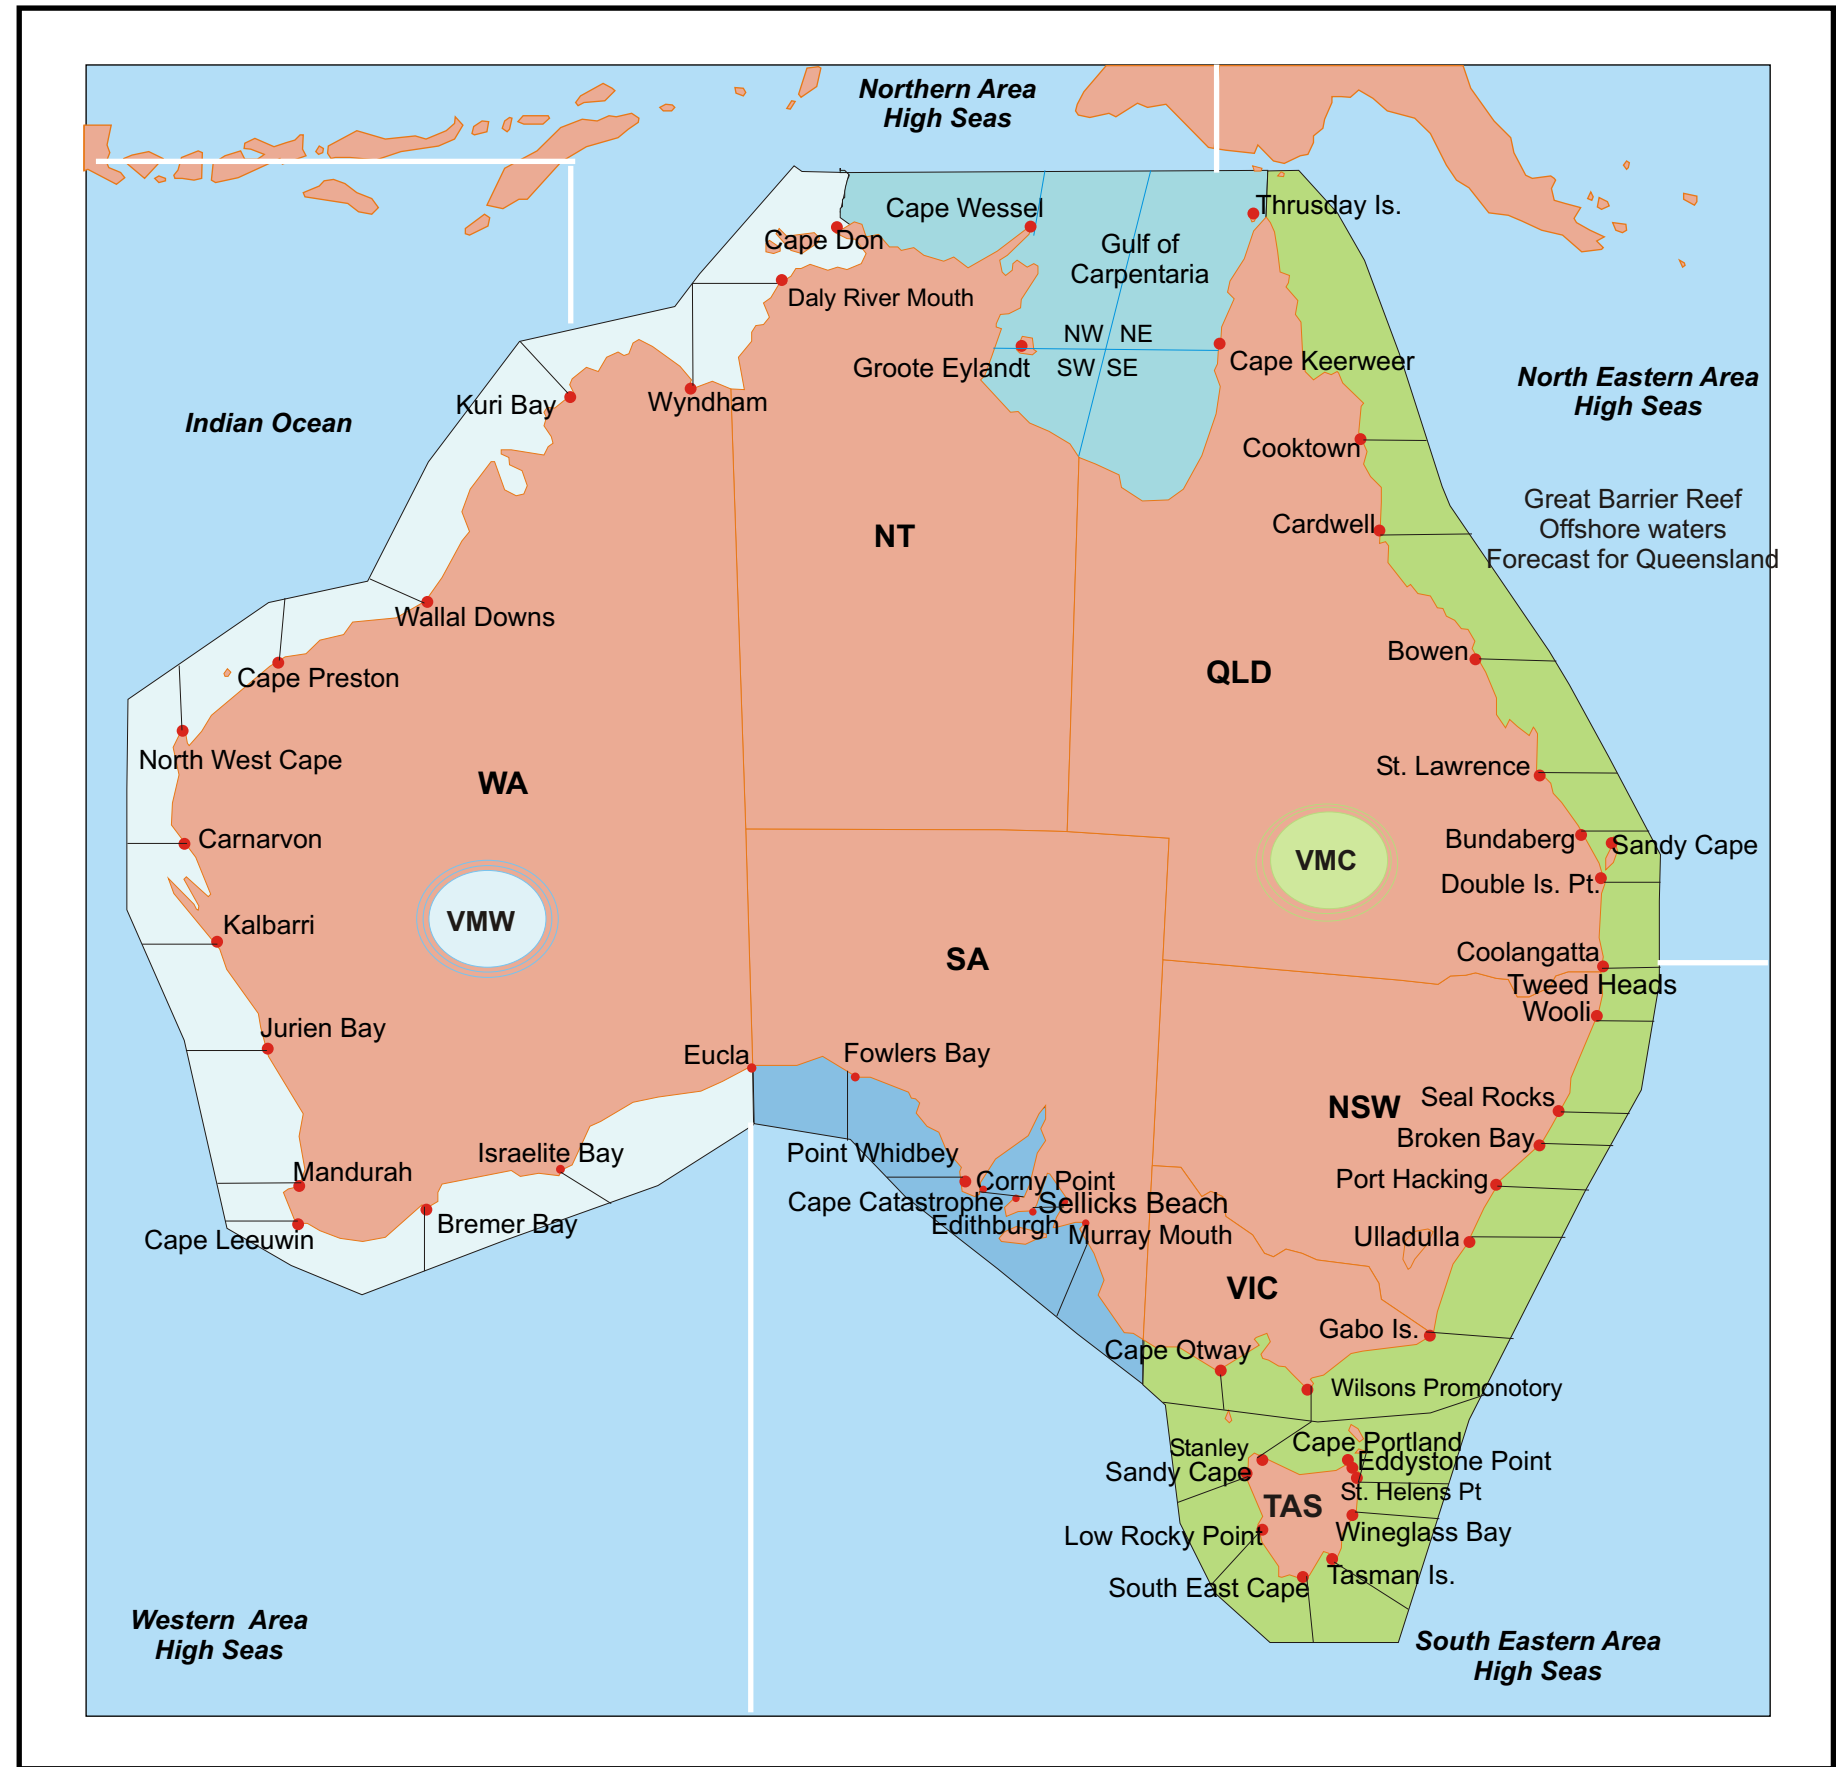 Northern Area
High Seas
Cape Wessel
Thrusday Is.
Cape Don
Gulf of
Carpentaria
Daly River Mouth
NW NE
SW SE
Groote Eylandt
Cape Keerweer
North Eastern Area
High Seas
Kuri Bay
Wyndham
Indian Ocean
Cooktown
Great Barrier Reef
Offshore waters
Forecast for Queensland
Cardwell
NT
Wallal Downs
Bowen
QLD
Cape Preston
North West Cape
St. Lawrence
WA
Carnarvon
Bundaberg
Sandy Cape
VMC
Double Is. Pt.
Kalbarri
VMW
Coolangatta
SA
Tweed Heads
Wooli
Jurien Bay
Eucla
Fowlers Bay
Seal Rocks
NSW
Broken Bay
Israelite Bay
Point Whidbey
Mandurah
Corny Point
Port Hacking
Cape Catastrophe
Sellicks Beach
Bremer Bay
Edithburgh
Murray Mouth
Ulladulla
Cape Leeuwin
VIC
Gabo Is.
Cape Otway
Wilsons Promonotory
Stanley
Cape Portland
Sandy Cape
Eddystone Point
St. Helens Pt
TAS
Low Rocky Point
Wineglass Bay
South East Cape
Tasman Is.
Western Area
High Seas
South Eastern Area
High Seas